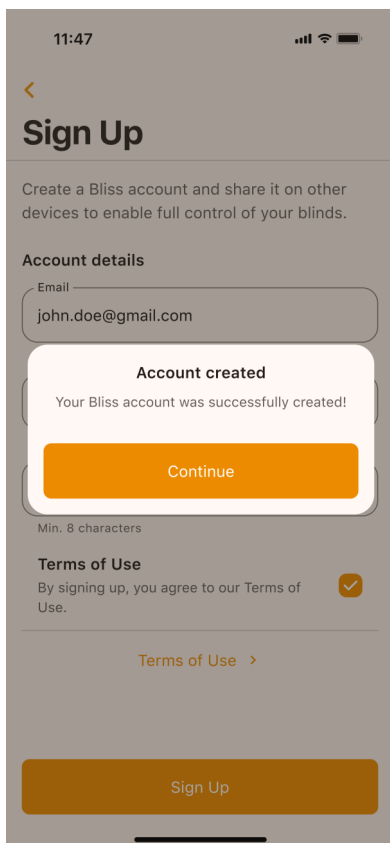 11:47
Sign Up
Create a Bliss account and share it on other
devices to enable full control of your blinds.
Account details
Email
john.doe@gmail.com
Account created
Your Bliss account was successfully created!
Continue
Min. 8 characters
Terms of Use
By signing up, you agree to our Terms of
Use.
Terms of Use
Sign Up